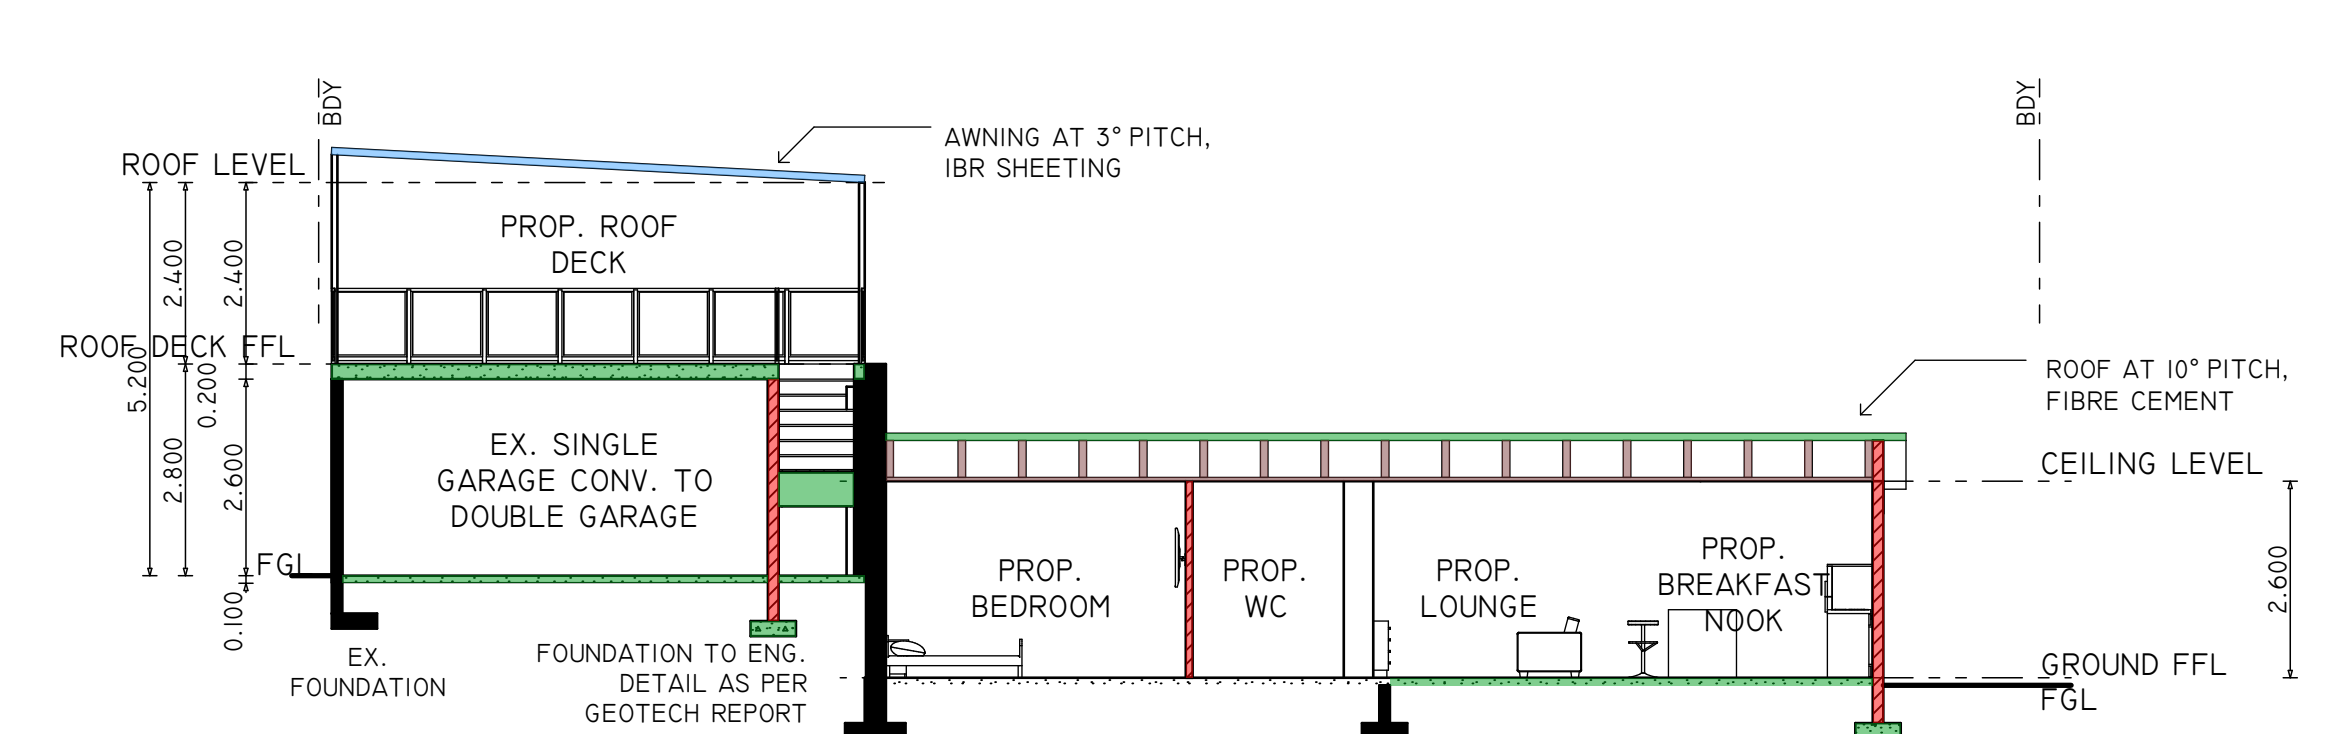 BDY
BDY
ROOF LEVEL
AWNING AT 3° PITCH,
IBR SHEETING
PROP. ROOF
DECK
2.400
2.400
ROOF DECK FFL
5.200
0.200
2.800
2.600
EX. SINGLE
GARAGE CONV. TO
DOUBLE GARAGE
ROOF AT 10° PITCH,
FIBRE CEMENT
CEILING LEVEL
FGL
0.100
PROP.
BEDROOM
PROP.
WC
PROP.
LOUNGE
PROP.
BREAKFAST
NOOK
2.600
EX.
FOUNDATION
FOUNDATION TO ENG.
DETAIL AS PER
GEOTECH REPORT
GROUND FFL
FGL